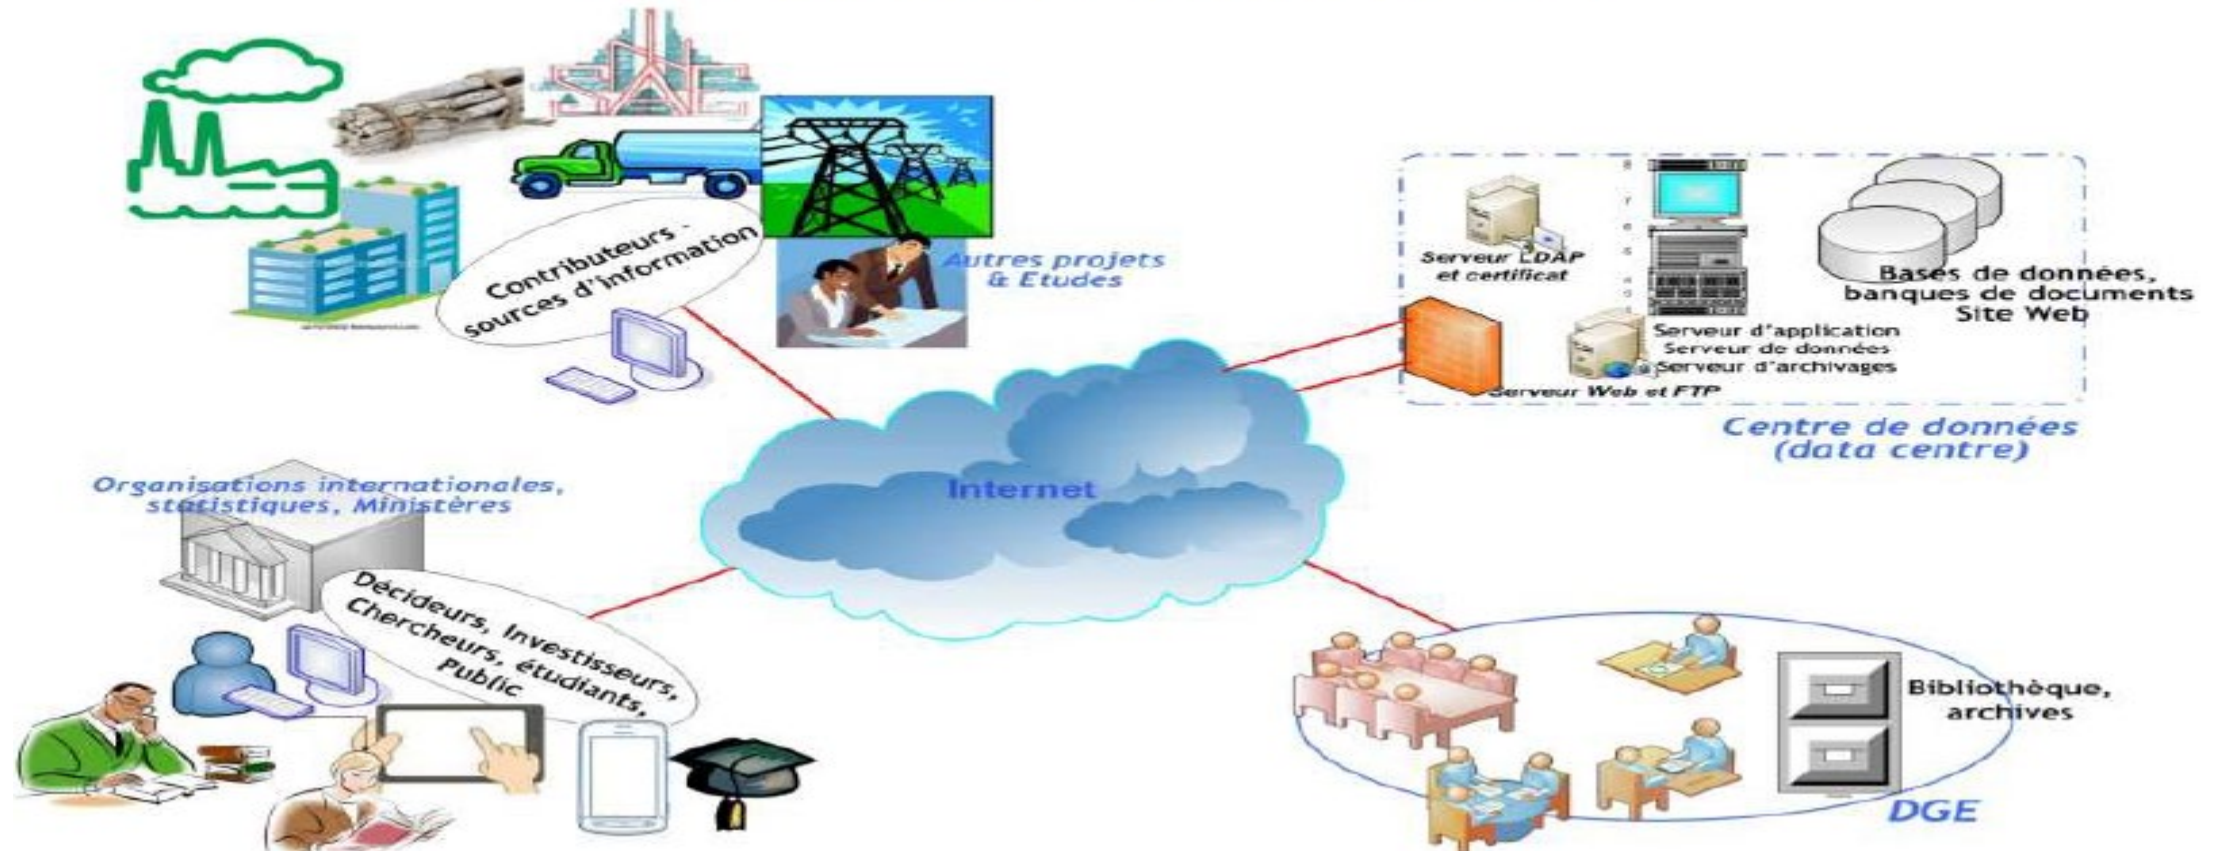 Contributeurs -
sources d'information
Autres projets
& Etudes
Serveur LDAP
et certificat
Bases de données,
banques de documents
Site Web
Serveur d'application
Serveur de données
Serveur d'archivages
Serveur Web et FTP
Centre de données
(data centre)
Internet
Organisations internationales,
statistiques, Ministères
Décideurs, Investisseurs,
Chercheurs, étudiants,
Public
Bibliothèque,
archives
DGE